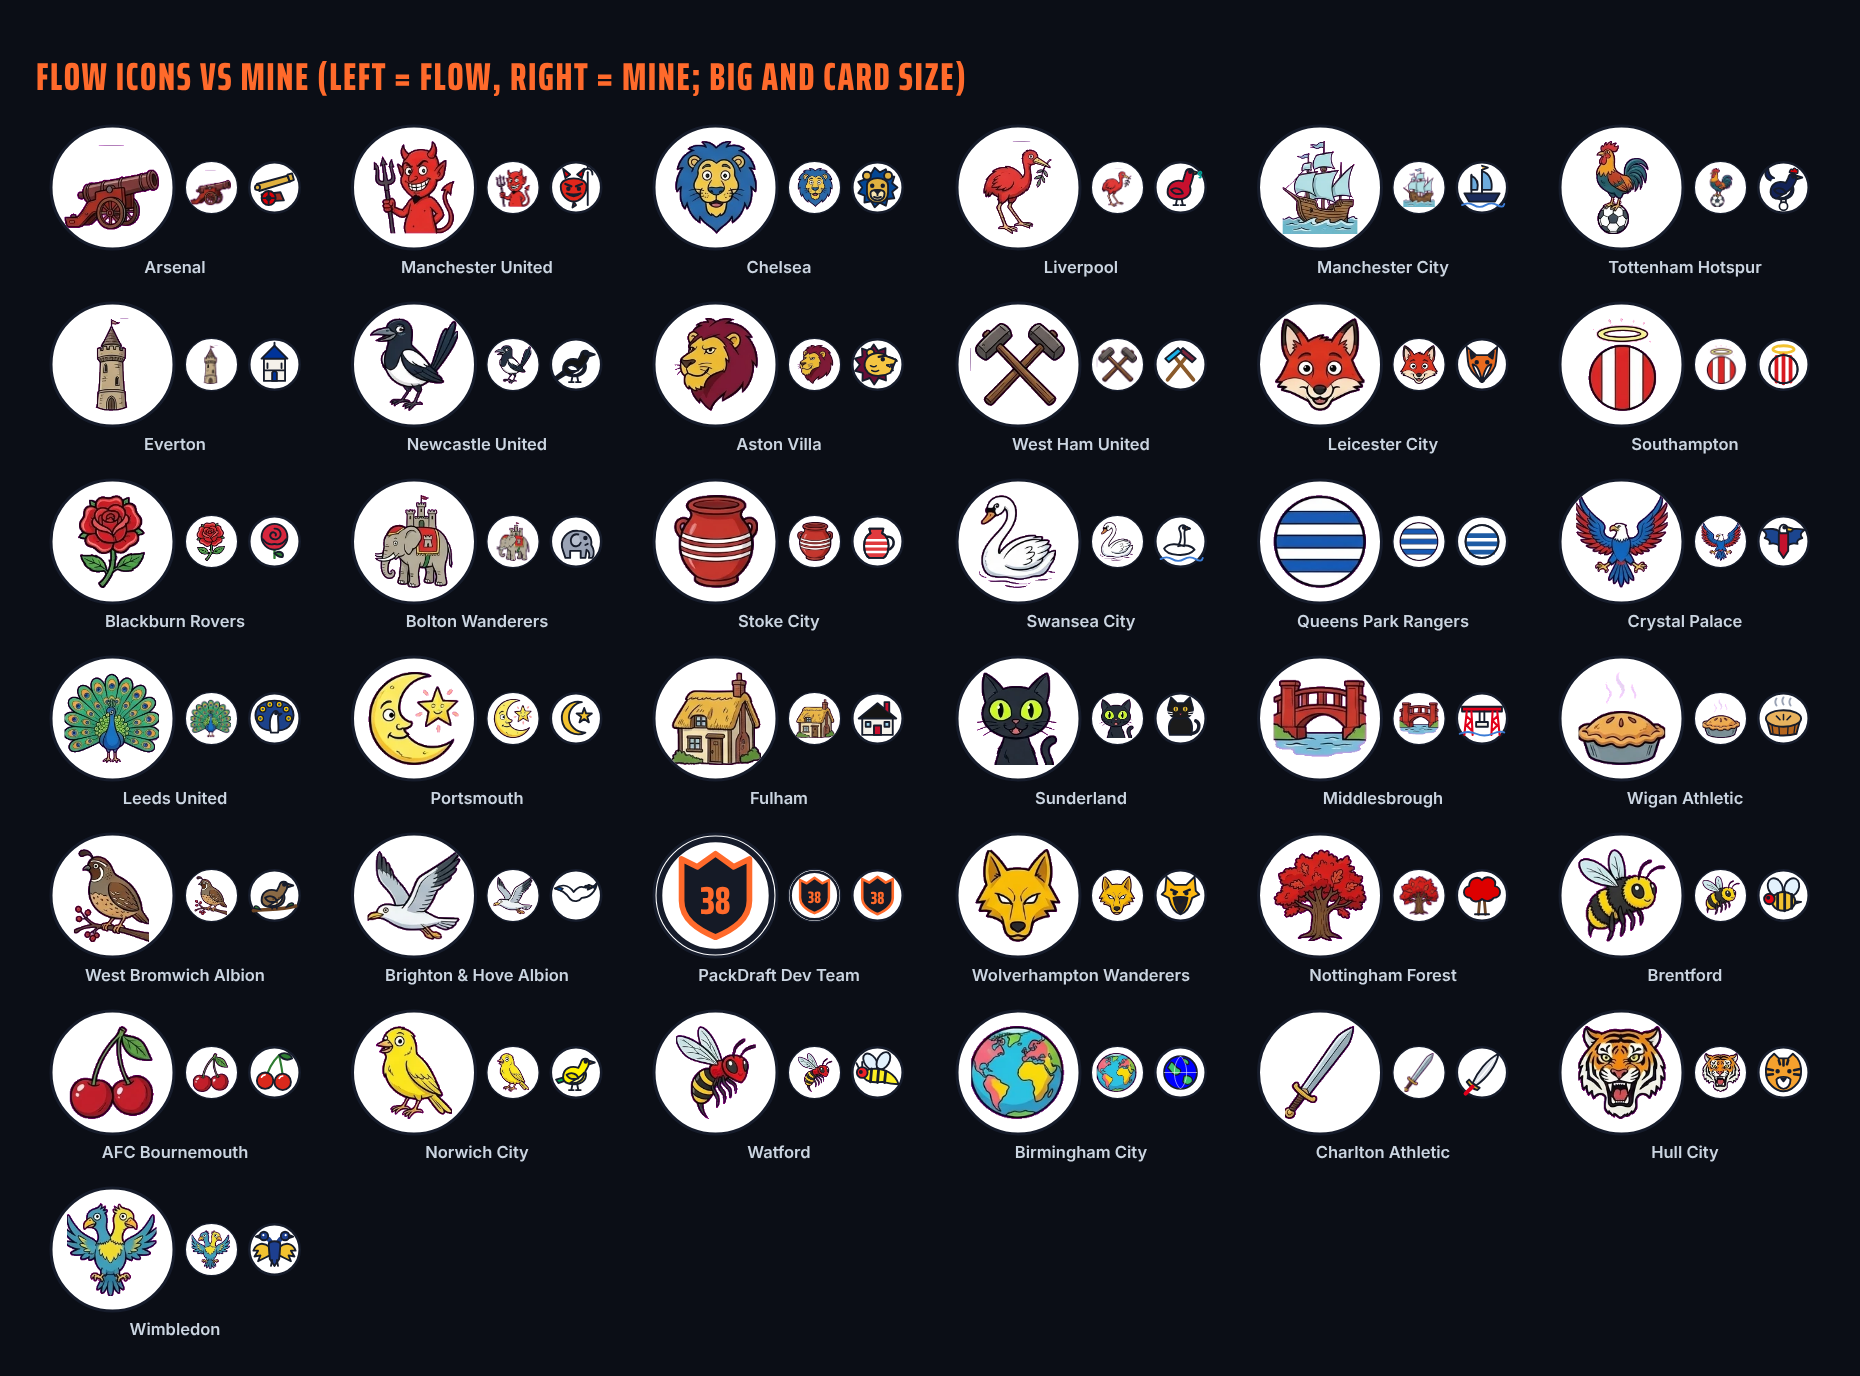 FLOW ICONS VS MINE (LEFT = FLOW, RIGHT = MINE; BIG AND CARD SIZE)
Arsenal
Manchester United
Chelsea
Liverpool
Manchester City
Tottenham Hotspur
Everton
Newcastle United
Aston Villa
West Ham United
Leicester City
Southampton
Blackburn Rovers
Bolton Wanderers
Stoke City
Swansea City
Queens Park Rangers
Crystal Palace
Leeds United
Portsmouth
Fulham
Sunderland
Middlesbrough
Wigan Athletic
38
38
38
West Bromwich Albion
Brighton & Hove Albion
PackDraft Dev Team
Wolverhampton Wanderers
Nottingham Forest
Brentford
AFC Bournemouth
Norwich City
Watford
Birmingham City
Charlton Athletic
Hull City
Wimbledon